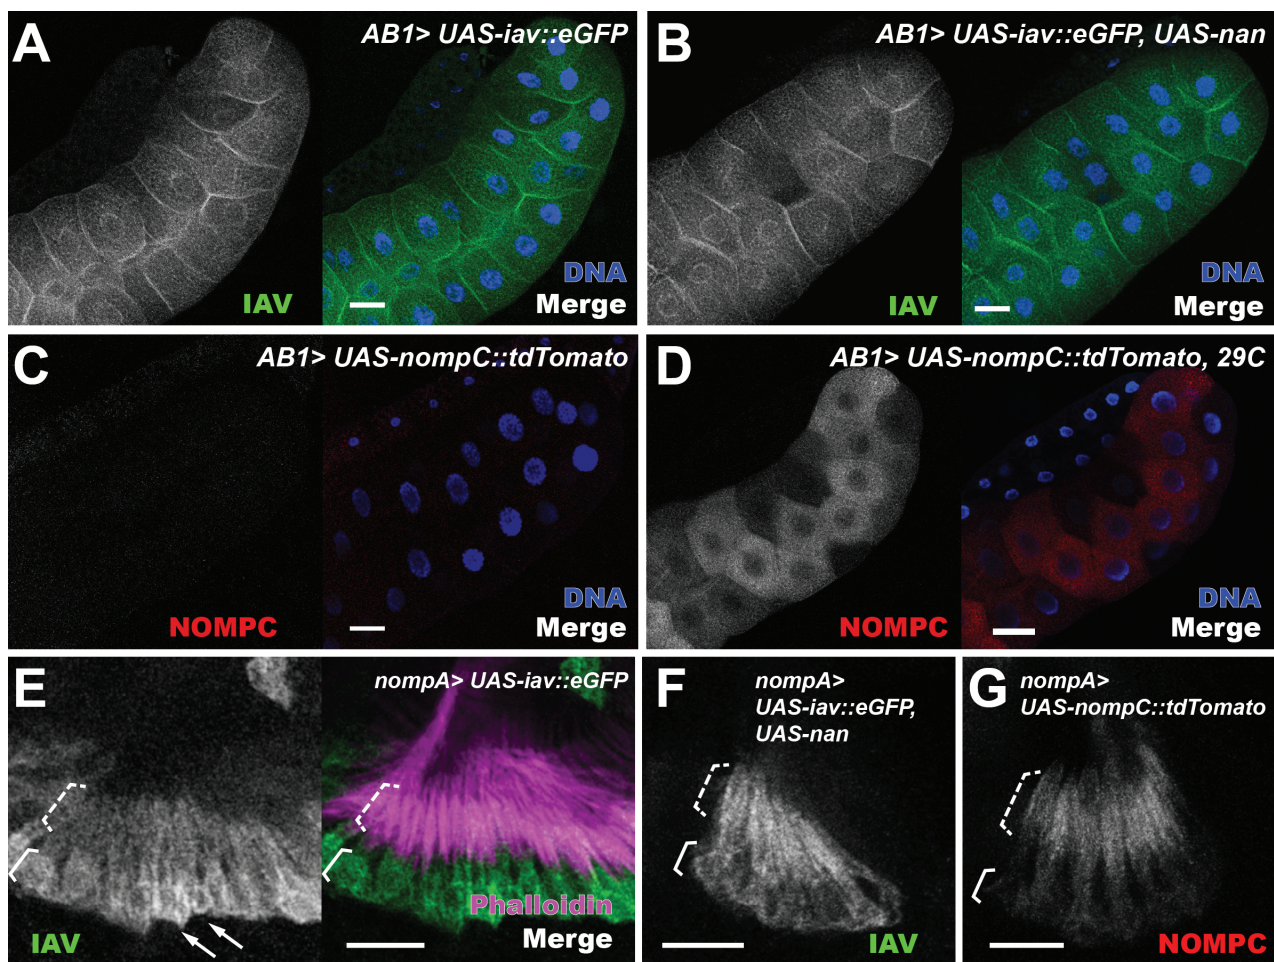 A
AB1> UAS-iav::eGFP
IAV
DNA
Merge
B
AB1> UAS-iav::eGFP, UAS-nan
IAV
DNA
Merge
C
AB1> UAS-nompC::tdTomato
NOMPC
DNA
Merge
D
AB1> UAS-nompC::tdTomato, 29C
NOMPC
DNA
Merge
E
nompA> UAS-iav::eGFP
IAV
Phalloidin
Merge
F
nompA>
UAS-iav::eGFP,
UAS-nan
IAV
G
nompA>
UAS-nompC::tdTomato
NOMPC